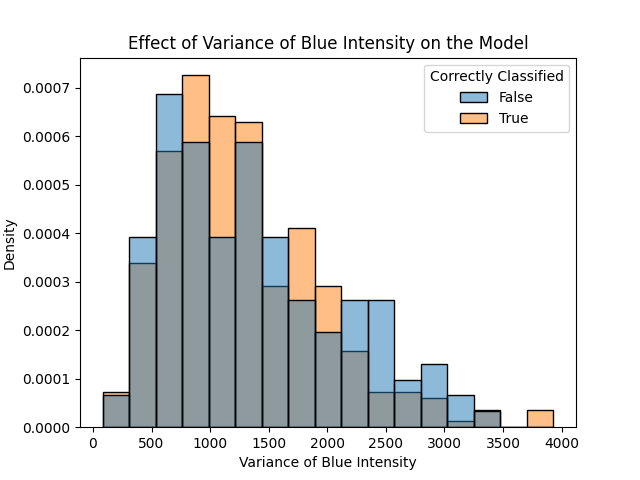 Effect of Variance of Blue Intensity on the Model
Correctly Classified
False
True
0.0007
0.0006
0.0005
0.0004
0.0003
0.0002
0.0001
0.0000
Density
0 500 1000 1500 2000 2500 3000 3500 4000
Variance of Blue Intensity